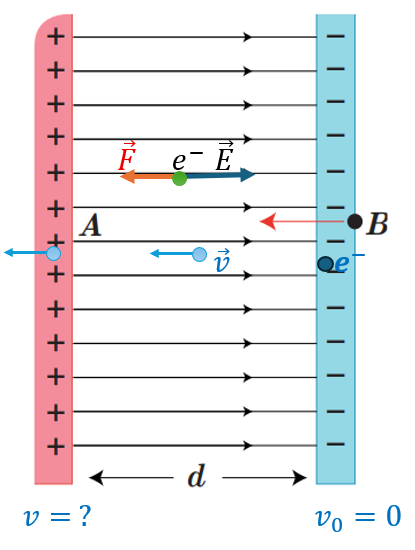 F⃗ e⁻ E⃗
A
B
v⃗
e⁻
d
v = ?
v₀ = 0